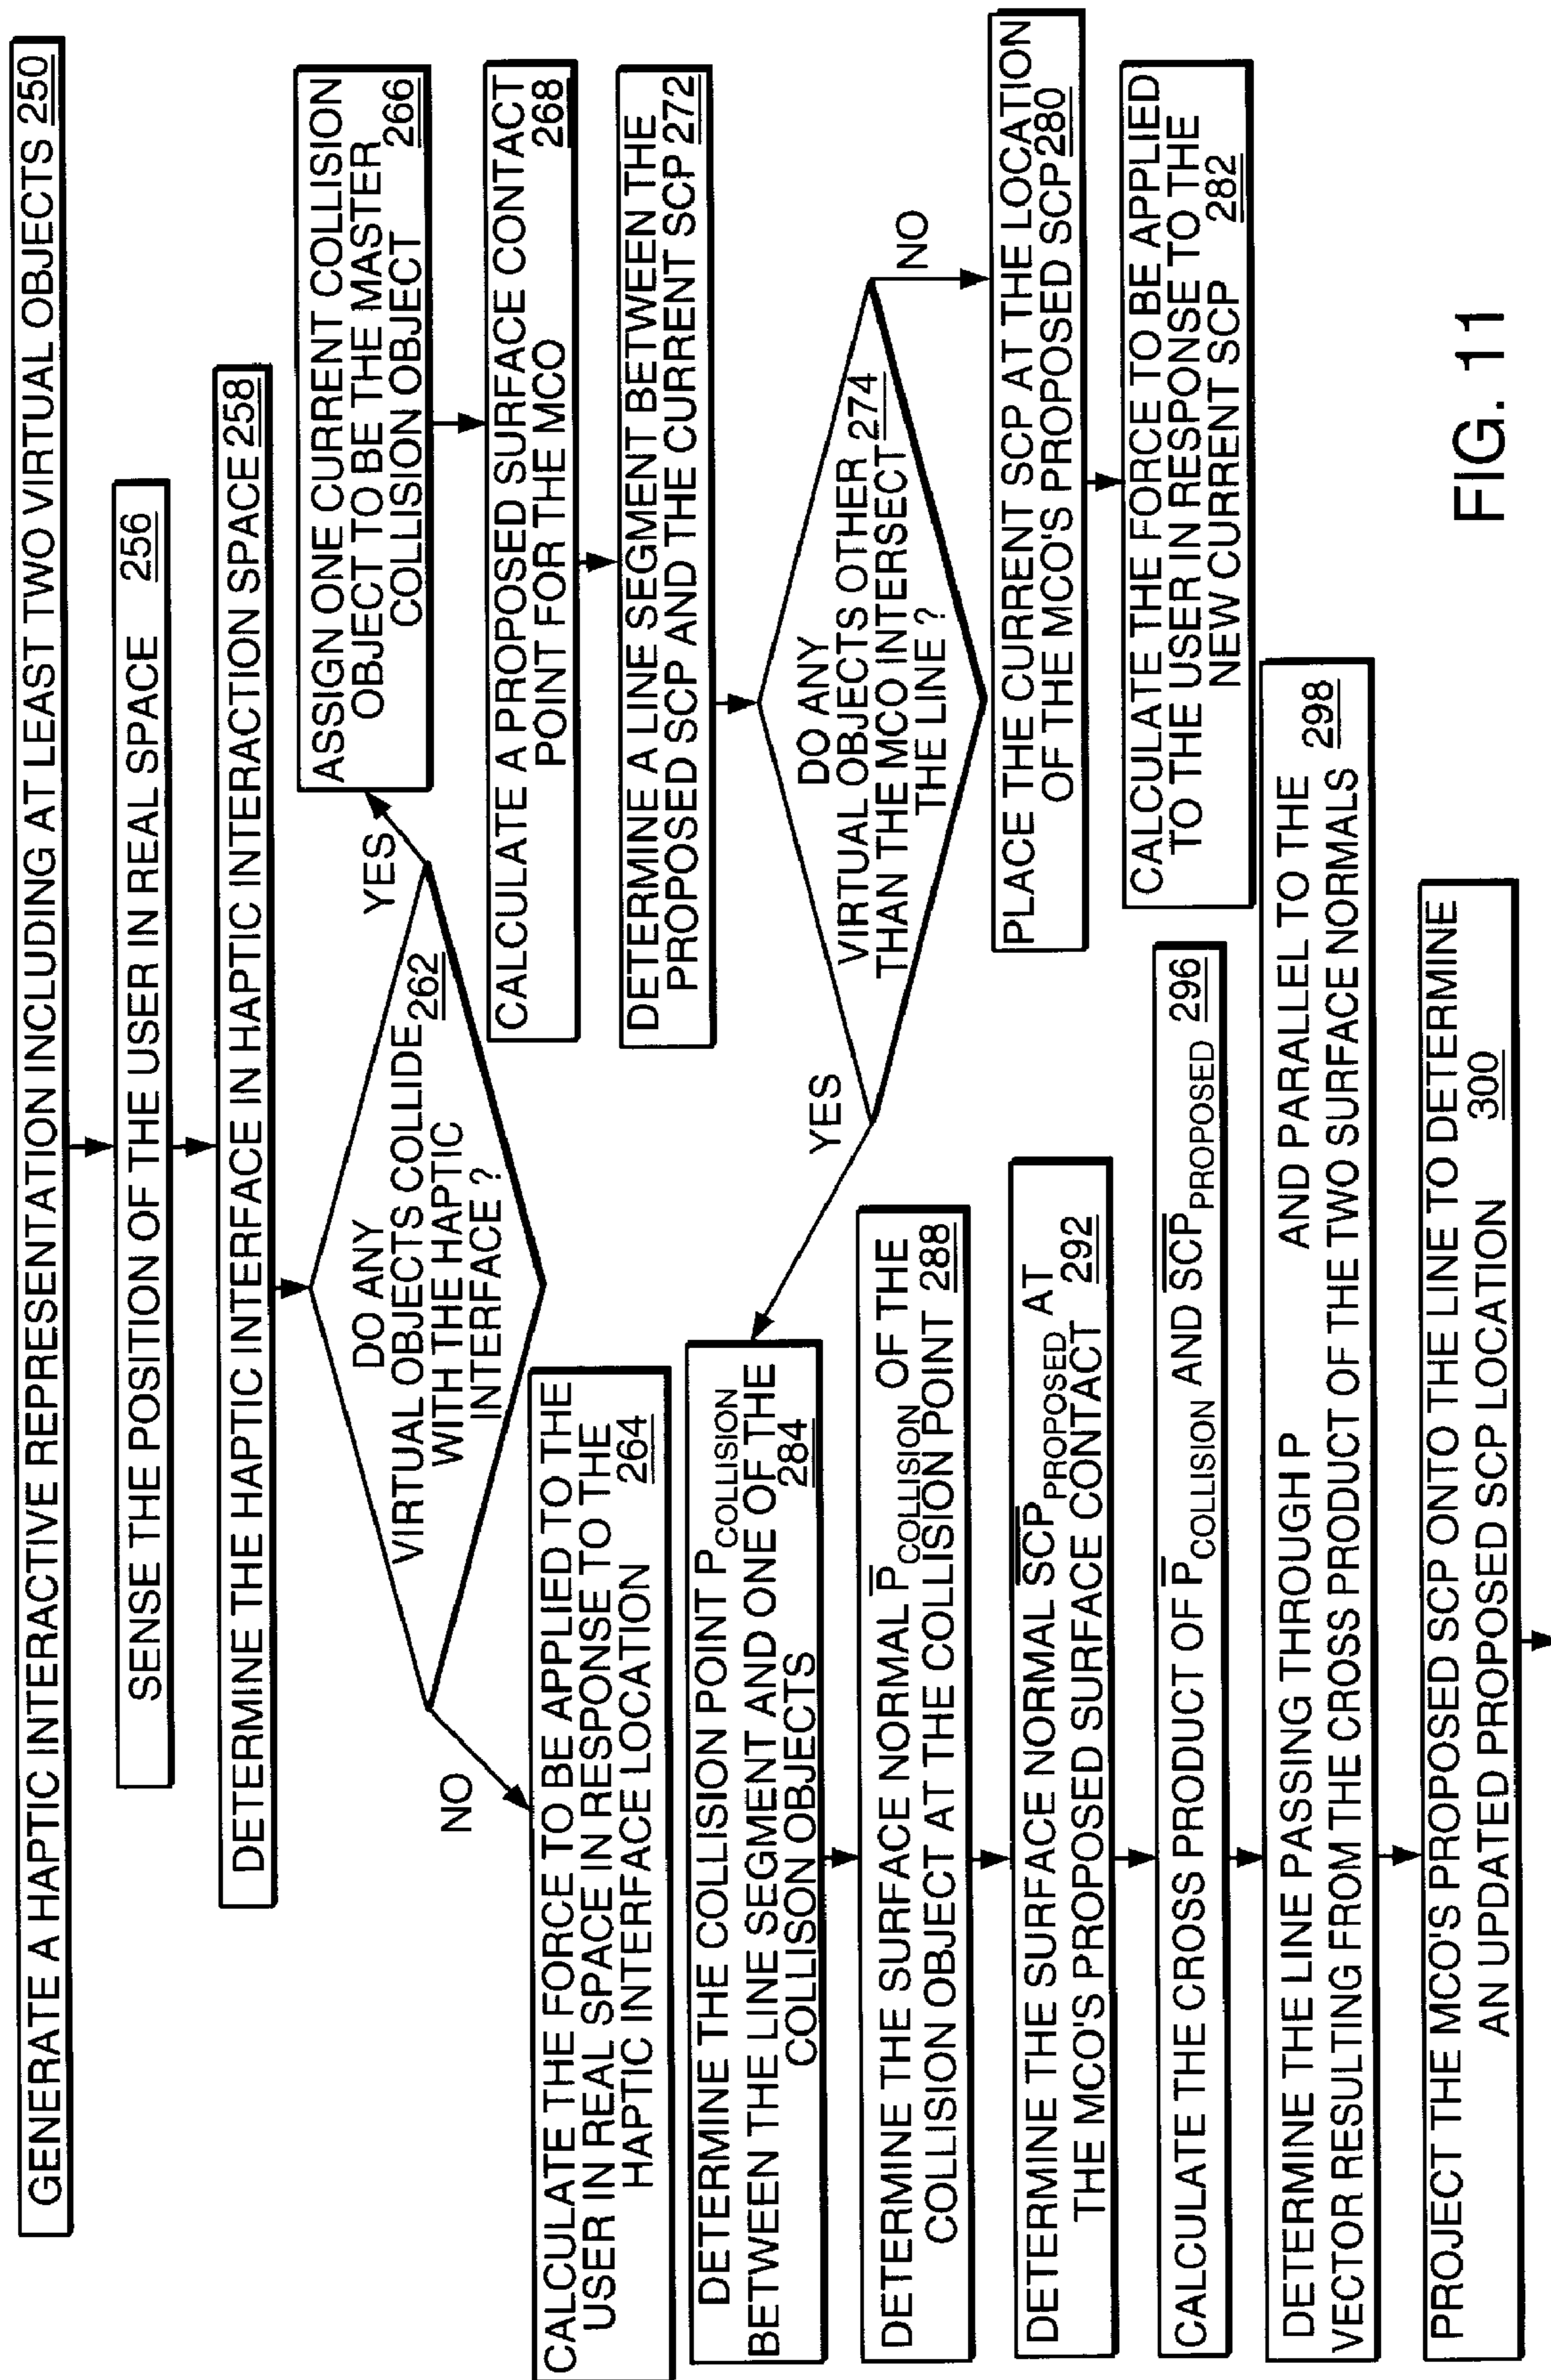 GENERATE A HAPTIC INTERACTIVE REPRESENTATION INCLUDING AT LEAST TWO VIRTUAL OBJECTS 250
SENSE THE POSITION OF THE USER IN REAL SPACE 256
DETERMINE THE HAPTIC INTERFACE IN HAPTIC INTERACTION SPACE 258
DO ANY
VIRTUAL OBJECTS COLLIDE 262
WITH THE HAPTIC
INTERFACE ?
YES
NO
ASSIGN ONE CURRENT COLLISION
OBJECT TO BE THE MASTER
COLLISION OBJECT 266
CALCULATE A PROPOSED SURFACE CONTACT
POINT FOR THE MCO 268
DETERMINE A LINE SEGMENT BETWEEN THE
PROPOSED SCP AND THE CURRENT SCP 272
DO ANY
VIRTUAL OBJECTS OTHER 274
THAN THE MCO INTERSECT
THE LINE ?
NO
YES
PLACE THE CURRENT SCP AT THE LOCATION
OF THE MCO'S PROPOSED SCP 280
CALCULATE THE FORCE TO BE APPLIED
TO THE USER IN RESPONSE TO THE
NEW CURRENT SCP 282
CALCULATE THE FORCE TO BE APPLIED TO THE
USER IN REAL SPACE IN RESPONSE TO THE
HAPTIC INTERFACE LOCATION 264
DETERMINE THE COLLISION POINT P COLLISION
BETWEEN THE LINE SEGMENT AND ONE OF THE
COLLISON OBJECTS 284
DETERMINE THE SURFACE NORMAL P̅ COLLISION OF THE
COLLISION OBJECT AT THE COLLISION POINT 288
DETERMINE THE SURFACE NORMAL S̅C̅P̅ PROPOSED AT
THE MCO'S PROPOSED SURFACE CONTACT 292
CALCULATE THE CROSS PRODUCT OF P̅ COLLISION AND S̅C̅P̅ PROPOSED 296
DETERMINE THE LINE PASSING THROUGH P AND PARALLEL TO THE 298
VECTOR RESULTING FROM THE CROSS PRODUCT OF THE TWO SURFACE NORMALS
PROJECT THE MCO'S PROPOSED SCP ONTO THE LINE TO DETERMINE
AN UPDATED PROPOSED SCP LOCATION 300
FIG. 11